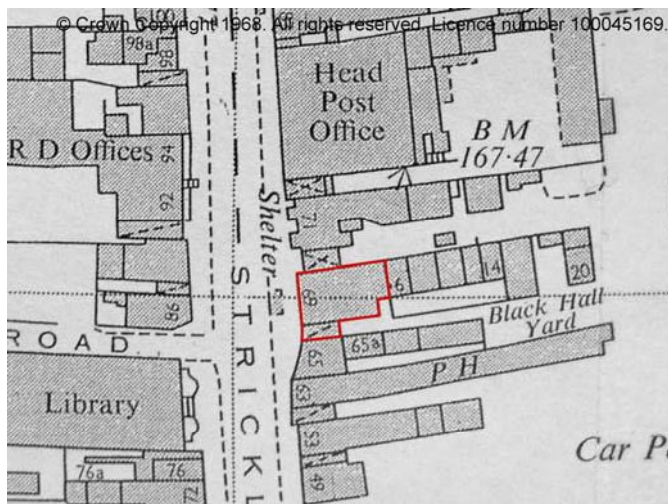 © Crown Copyright 1968. All rights reserved. Licence number 100045169.
98a
86
Head
Post
Office
B M
167·47
R D Offices
94
92
Shelter
71
STRICKL
69
6
14
20
Black Hall
Yard
86
ROAD
65
65a
P H
63
Library
53
49
Car P
76a
76
72